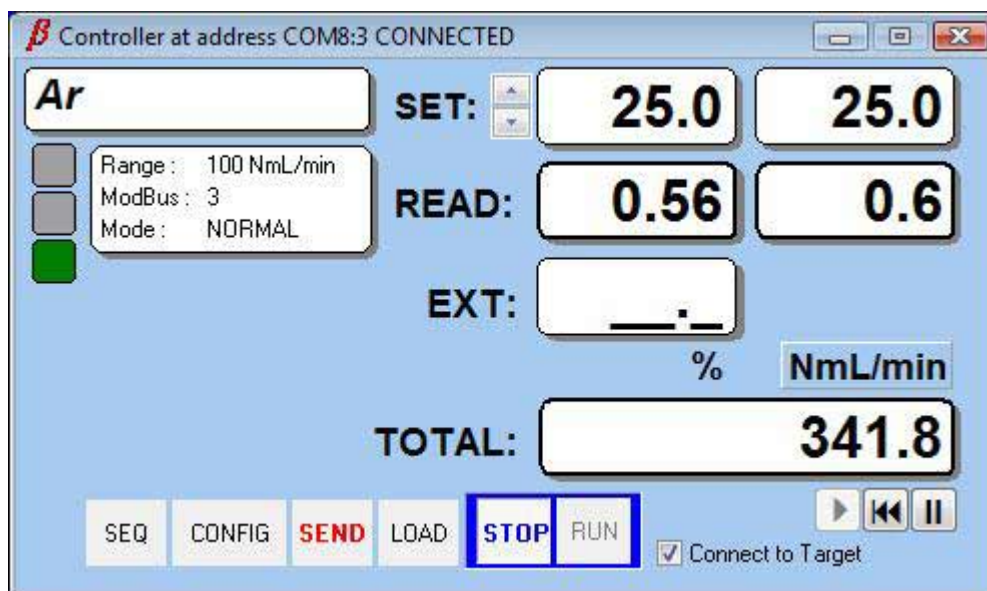 β Controller at address COM8:3 CONNECTED
Ar
SET: 25.0 25.0
Range : 100 NmL/min
ModBus : 3
Mode : NORMAL
READ: 0.56 0.6
EXT: __._
% NmL/min
TOTAL: 341.8
SEQ CONFIG SEND LOAD STOP RUN
Connect to Target